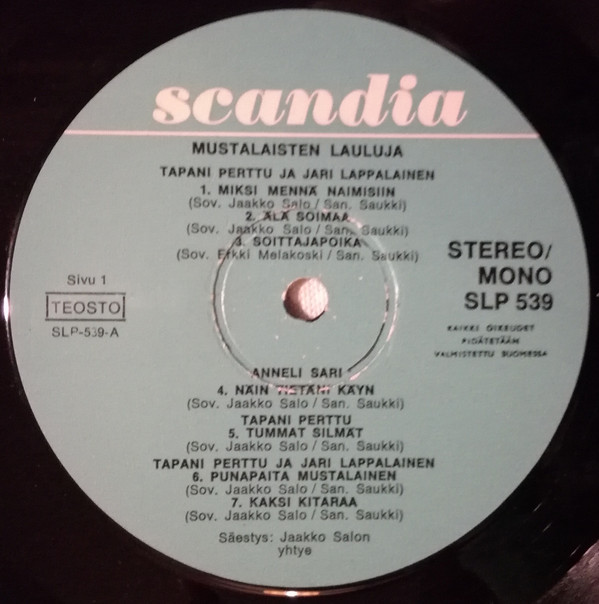 scandia
MUSTALAISTEN LAULUJA
TAPANI PERTTU JA JARI LAPPALAINEN
1. MIKSI MENNÄ NAIMISIIN
(Sov. Jaakko Salo / San. Saukki)
2. ÄLÄ SOIMAA
(Sov. Jaakko Salo / San. Saukki)
3. SOITTAJAPOIKA
(Sov. Erkki Melakoski / San. Saukki)
STEREO/
MONO
SLP 539
Sivu 1
TEOSTO
SLP-539-A
KAIKKI OIKEUDET
PIDÄTETÄÄN
VALMISTETTU SUOMESSA
ANNELI SARI
4. NÄIN TIETÄNI KÄYN
(Sov. Jaakko Salo / San. Saukki)
TAPANI PERTTU
5. TUMMAT SILMÄT
(Sov. Jaakko Salo / San. Saukki)
TAPANI PERTTU JA JARI LAPPALAINEN
6. PUNAPAITA MUSTALAINEN
(Sov. Jaakko Salo / San. Saukki)
7. KAKSI KITARAA
(Sov. Jaakko Salo / San. Saukki)
Säestys: Jaakko Salon
yhtye